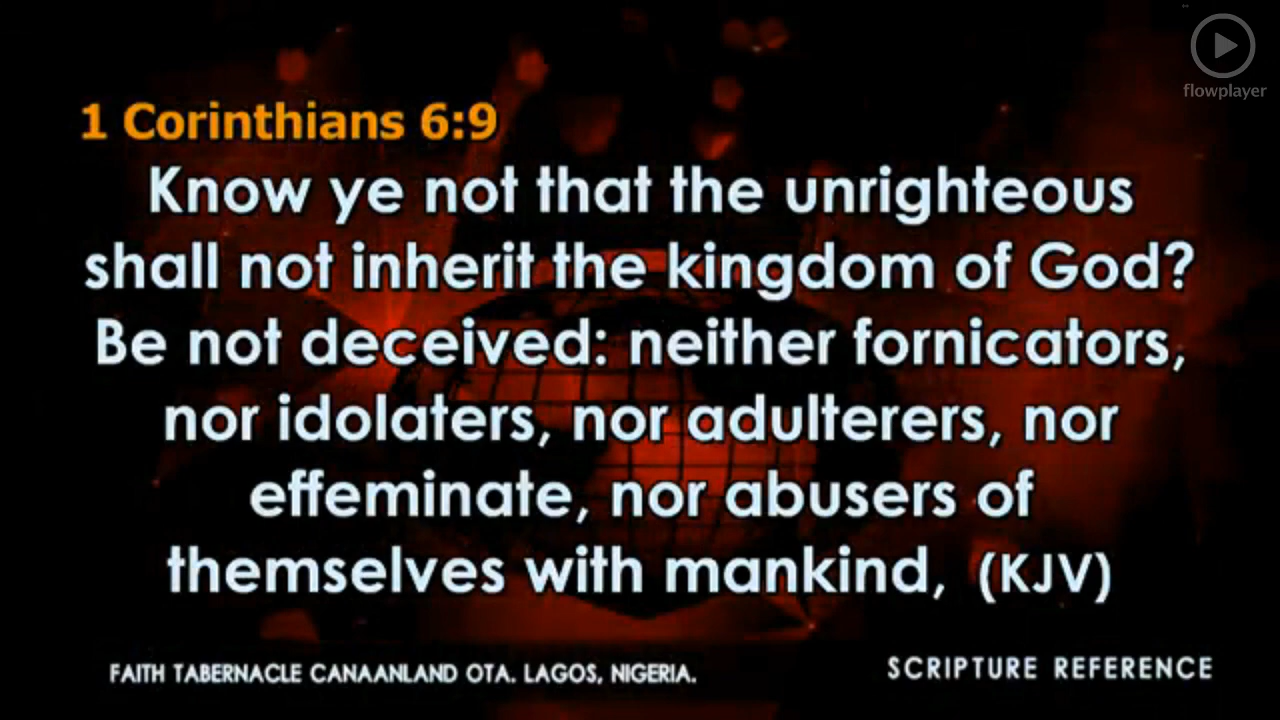 flowplayer
1 Corinthians 6:9
Know ye not that the unrighteous
shall not inherit the kingdom of God?
Be not deceived: neither fornicators,
nor idolaters, nor adulterers, nor
effeminate, nor abusers of
themselves with mankind, (KJV)
FAITH TABERNACLE CANAANLAND OTA. LAGOS, NIGERIA.
SCRIPTURE REFERENCE